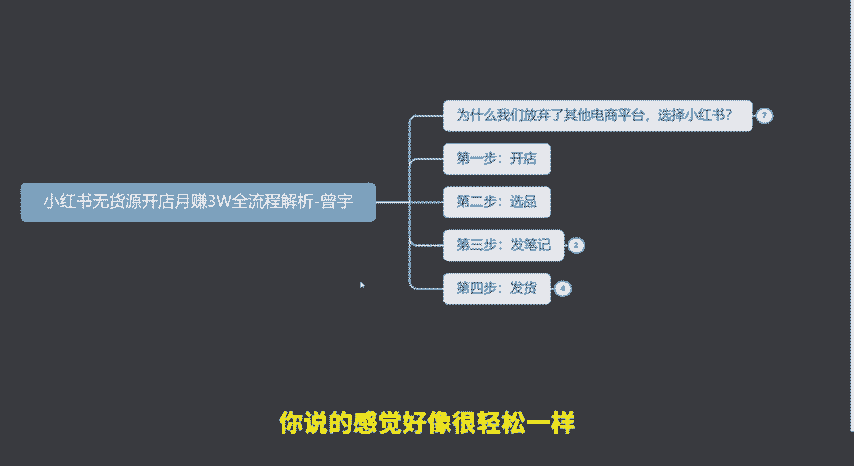 小红书无货源开店月赚3W全流程解析-曾宇
为什么我们放弃了其他电商平台，选择小红书？
7
第一步：开店
第二步：选品
第三步：发笔记
2
第四步：发货
4
你说的感觉好像很轻松一样